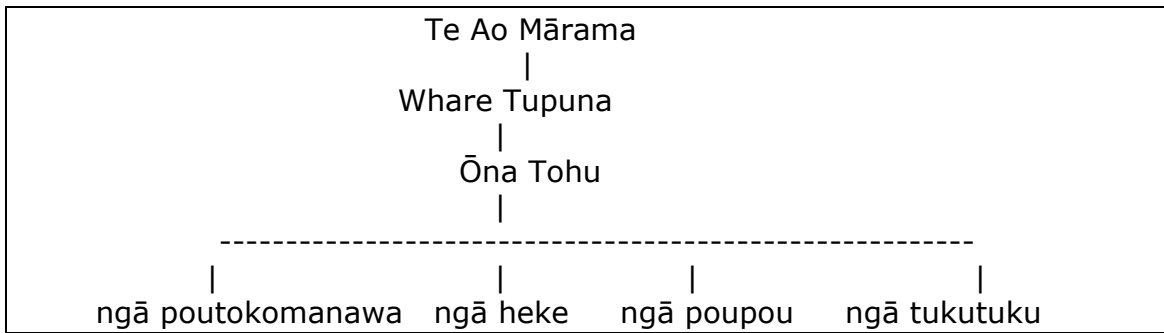 Te Ao Mārama
|
Whare Tupuna
|
Ōna Tohu
|
---------------------------------------------------------
| | | |
ngā poutokomanawa ngā heke ngā poupou ngā tukutuku